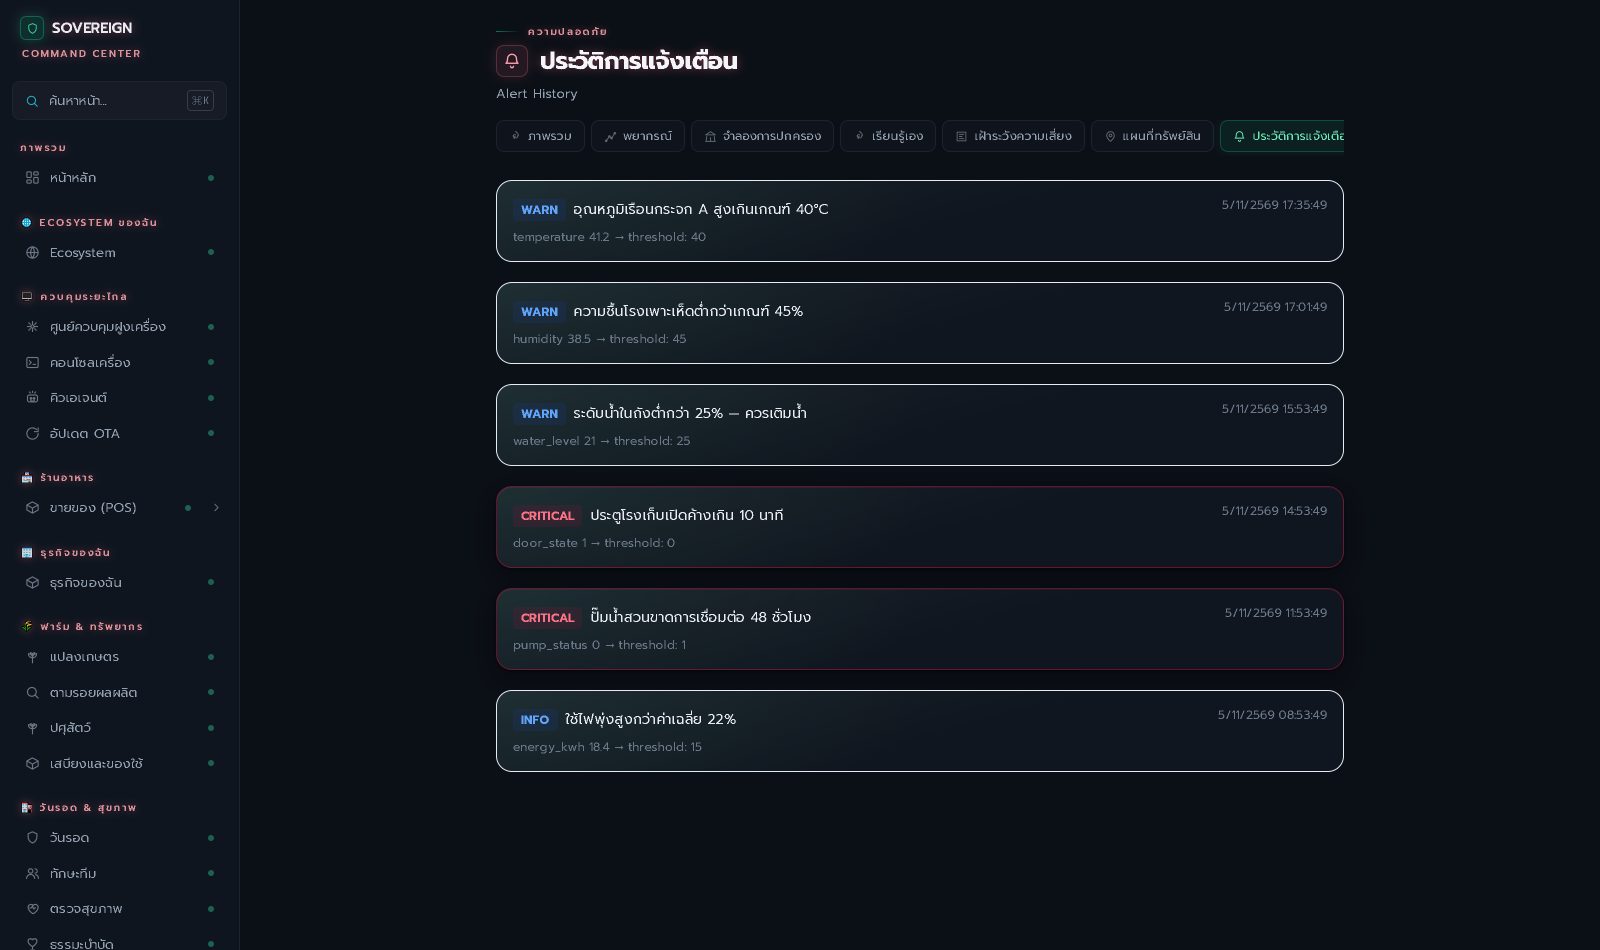 SOVEREIGN
COMMAND CENTER
ค้นหาหน้า...
⌘K
ภาพรวม
หน้าหลัก
ECOSYSTEM ของฉัน
Ecosystem
ควบคุมระยะไกล
ศูนย์ควบคุมฝูงเครื่อง
คอนโซลเครื่อง
คิวเอเจนต์
อัปเดต OTA
ร้านอาหาร
ขายของ (POS)
ธุรกิจของฉัน
ธุรกิจของฉัน
ฟาร์ม & ทรัพยากร
แปลงเกษตร
ตามรอยผลผลิต
ปศุสัตว์
เสบียงและของใช้
วันรอด & สุขภาพ
วันรอด
ทักษะทีม
ตรวจสุขภาพ
ธรรมะบำบัด
ความปลอดภัย
ประวัติการแจ้งเตือน
Alert History
ภาพรวม
พยากรณ์
จำลองการปกครอง
เรียนรู้เอง
เฝ้าระวังความเสี่ยง
แผนที่ทรัพย์สิน
ประวัติการแจ้งเตือ
WARN อุณหภูมิเรือนกระจก A สูงเกินเกณฑ์ 40°C
5/11/2569 17:35:49
temperature 41.2 → threshold: 40
WARN ความชื้นโรงเพาะเห็ดต่ำกว่าเกณฑ์ 45%
5/11/2569 17:01:49
humidity 38.5 → threshold: 45
WARN ระดับน้ำในถังต่ำกว่า 25% — ควรเติมน้ำ
5/11/2569 15:53:49
water_level 21 → threshold: 25
CRITICAL ประตูโรงเก็บเปิดค้างเกิน 10 นาที
5/11/2569 14:53:49
door_state 1 → threshold: 0
CRITICAL ปั๊มน้ำสวนขาดการเชื่อมต่อ 48 ชั่วโมง
5/11/2569 11:53:49
pump_status 0 → threshold: 1
INFO ใช้ไฟพุ่งสูงกว่าค่าเฉลี่ย 22%
5/11/2569 08:53:49
energy_kwh 18.4 → threshold: 15